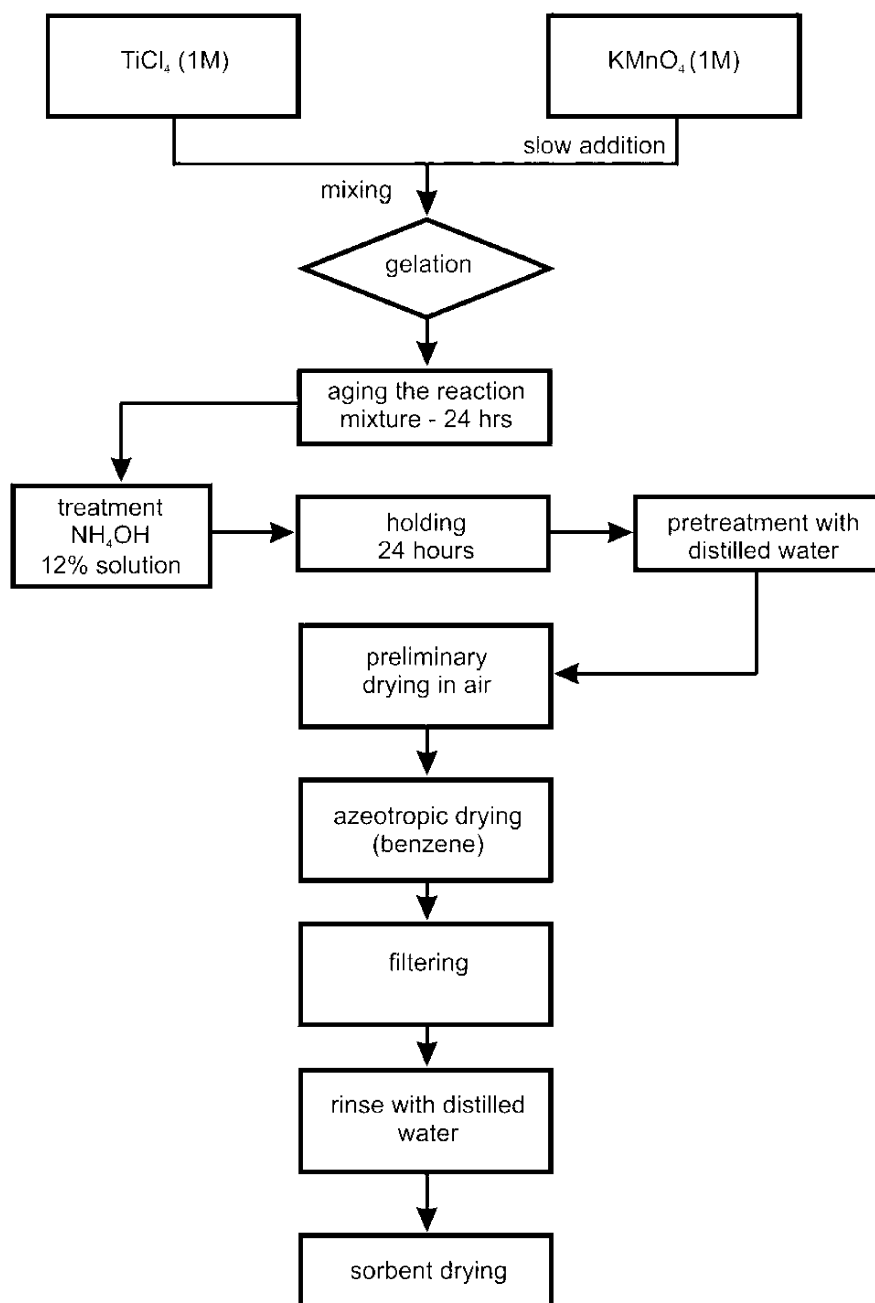 TiCl₄ (1M)
KMnO₄ (1M)
slow addition
mixing
gelation
aging the reaction
mixture - 24 hrs
treatment
NH₄OH
12% solution
holding
24 hours
pretreatment with
distilled water
preliminary
drying in air
azeotropic drying
(benzene)
filtering
rinse with distilled
water
sorbent drying